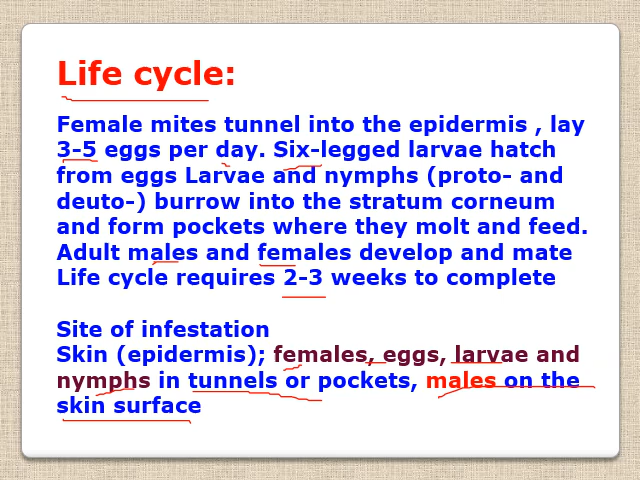 Life cycle:
Female mites tunnel into the epidermis , lay
3-5 eggs per day. Six-legged larvae hatch
from eggs Larvae and nymphs (proto- and
deuto-) burrow into the stratum corneum
and form pockets where they molt and feed.
Adult males and females develop and mate
Life cycle requires 2-3 weeks to complete
Site of infestation
Skin (epidermis); females, eggs, larvae and
nymphs in tunnels or pockets, males on the
skin surface